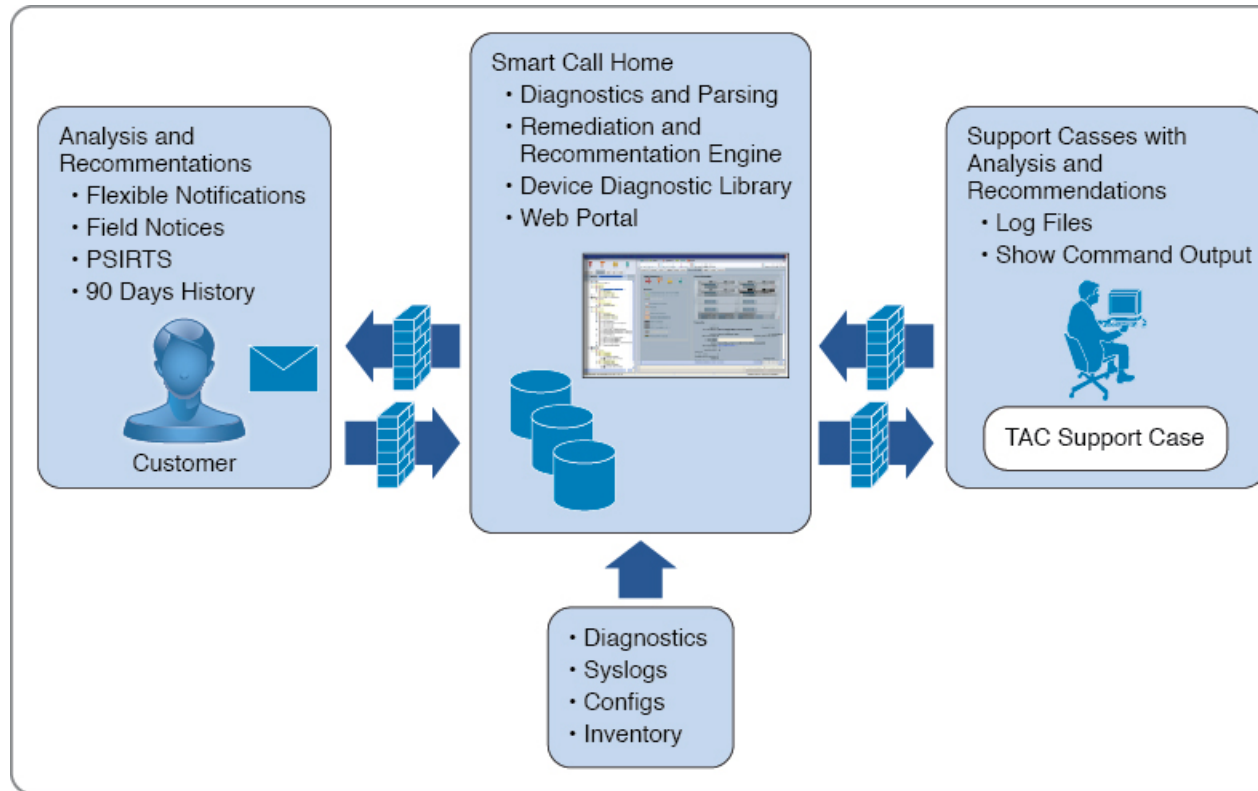 Analysis and
Recommentations
• Flexible Notifications
• Field Notices
• PSIRTS
• 90 Days History
Customer
Smart Call Home
• Diagnostics and Parsing
• Remediation and
Recommentation Engine
• Device Diagnostic Library
• Web Portal
Support Casses with
Analysis and
Recommendations
• Log Files
• Show Command Output
TAC Support Case
• Diagnostics
• Syslogs
• Configs
• Inventory